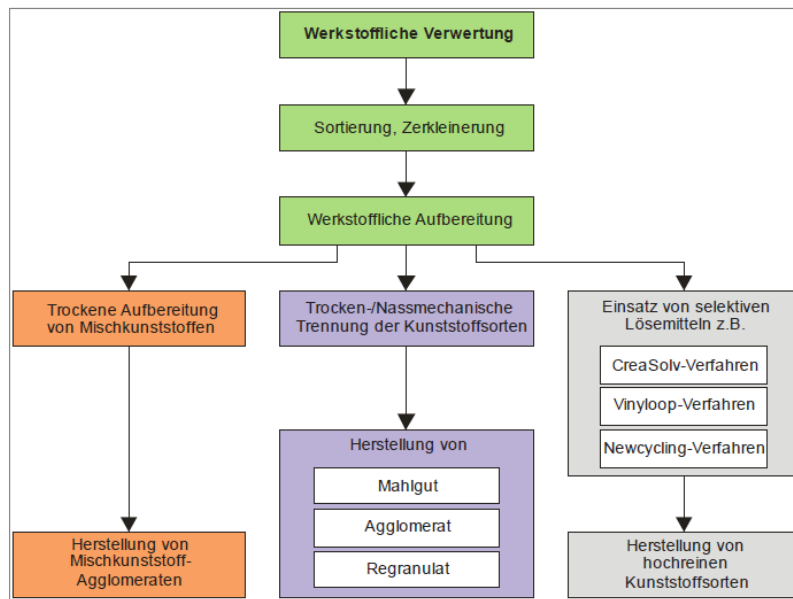 Werkstoffliche Verwertung
Sortierung, Zerkleinerung
Werkstoffliche Aufbereitung
Trockene Aufbereitung
von Mischkunststoffen
Trocken-/Nassmechanische
Trennung der Kunststoffsorten
Einsatz von selektiven
Lösemitteln z.B.
CreaSolv-Verfahren
Vinyloop-Verfahren
Newcycling-Verfahren
Herstellung von
Mahlgut
Agglomerat
Regranulat
Herstellung von
Mischkunststoff-
Agglomeraten
Herstellung von
hochreinen
Kunststoffsorten